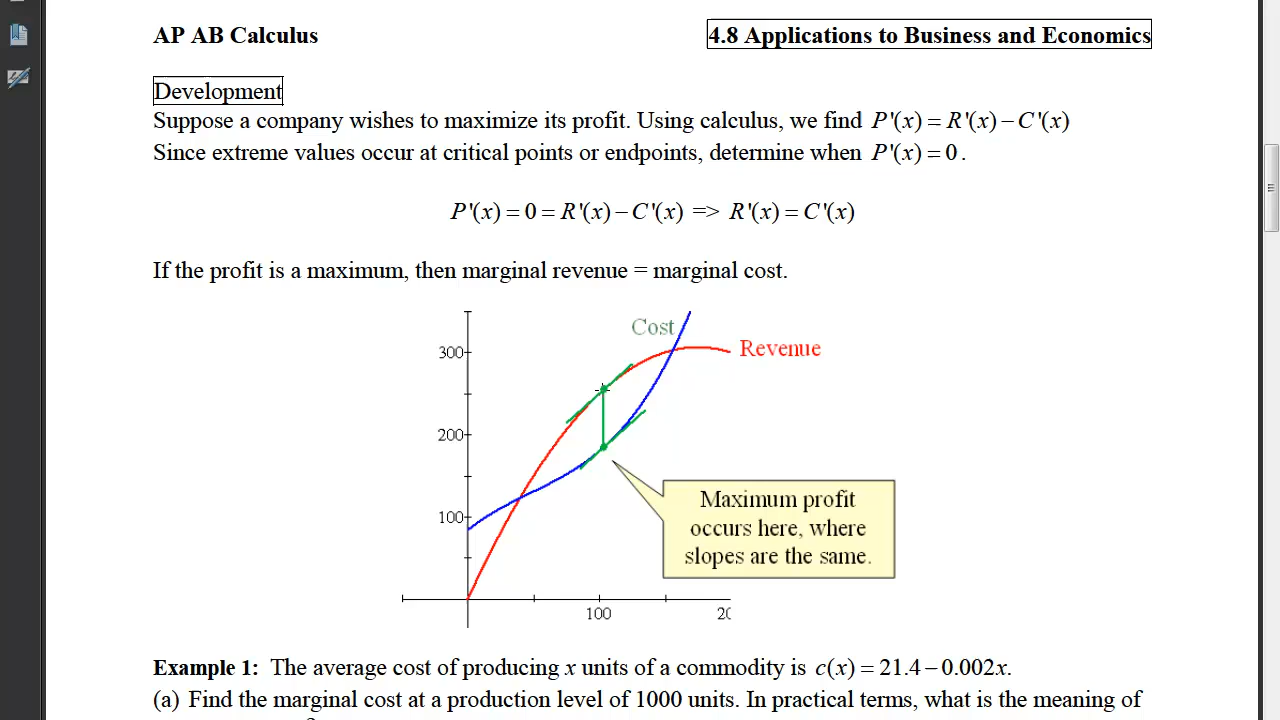 AP AB Calculus
4.8 Applications to Business and Economics
Development
Suppose a company wishes to maximize its profit. Using calculus, we find P'(x) = R'(x) − C'(x)
Since extreme values occur at critical points or endpoints, determine when P'(x) = 0.
P'(x) = 0 = R'(x) − C'(x) => R'(x) = C'(x)
If the profit is a maximum, then marginal revenue = marginal cost.
Cost
Revenue
300
200
100
Maximum profit
occurs here, where
slopes are the same.
100
20
Example 1: The average cost of producing x units of a commodity is c(x) = 21.4 − 0.002x.
(a) Find the marginal cost at a production level of 1000 units. In practical terms, what is the meaning of